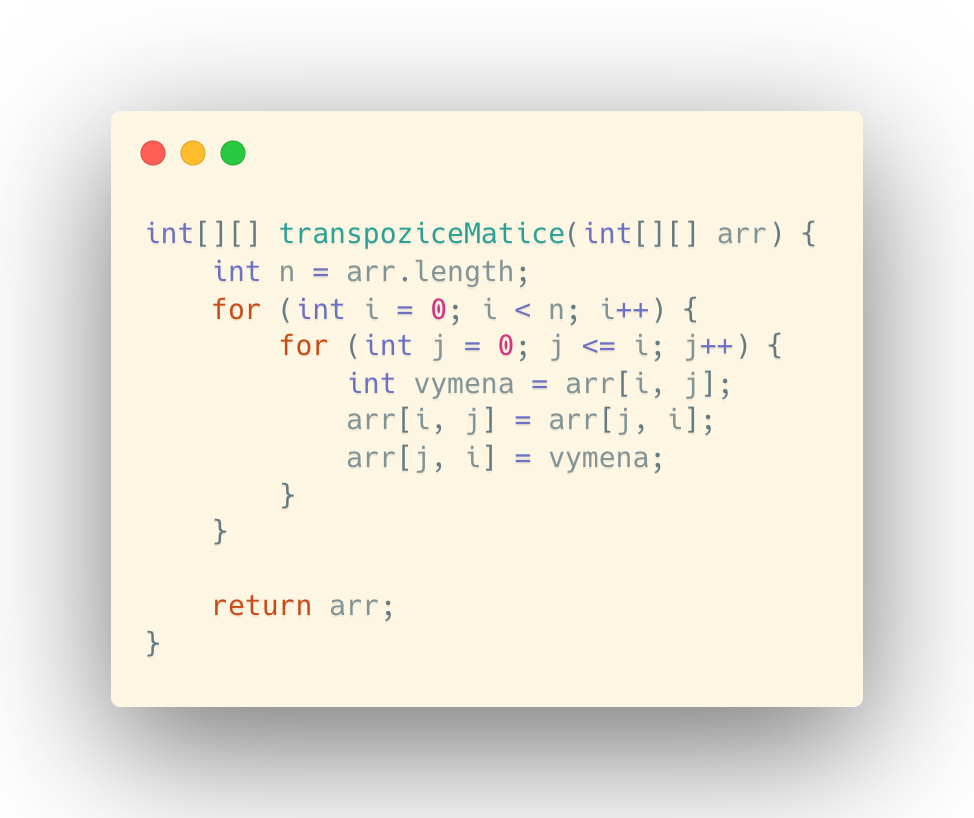 int[][] transpoziceMatice(int[][] arr) {
    int n = arr.length;
    for (int i = 0; i < n; i++) {
        for (int j = 0; j <= i; j++) {
            int vymena = arr[i, j];
            arr[i, j] = arr[j, i];
            arr[j, i] = vymena;
        }
    }

    return arr;
}